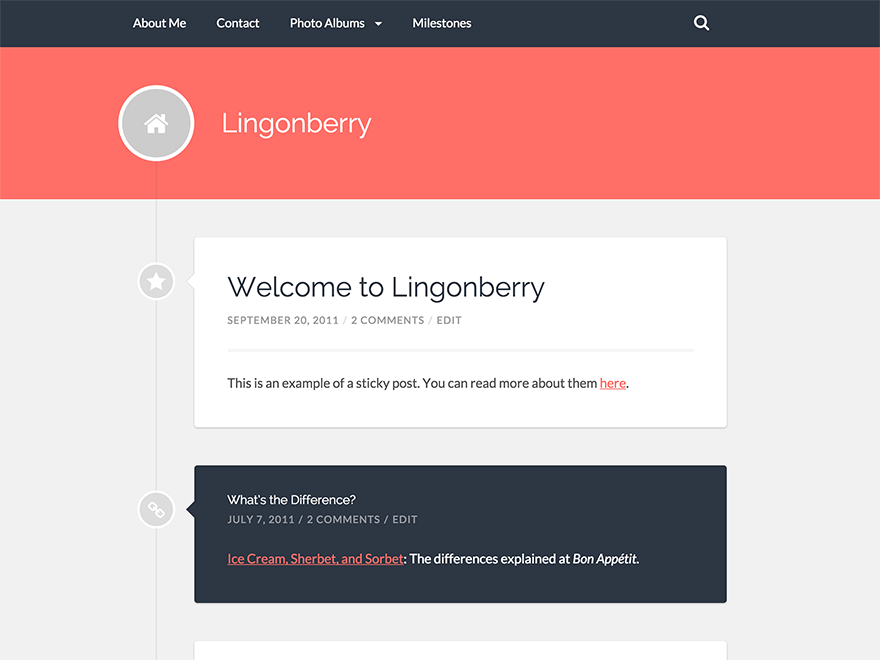 About Me Contact Photo Albums Milestones
Lingonberry
Welcome to Lingonberry
SEPTEMBER 20, 2011 / 2 COMMENTS / EDIT
This is an example of a sticky post. You can read more about them here.
What's the Difference?
JULY 7, 2011 / 2 COMMENTS / EDIT
Ice Cream, Sherbet, and Sorbet: The differences explained at Bon Appétit.